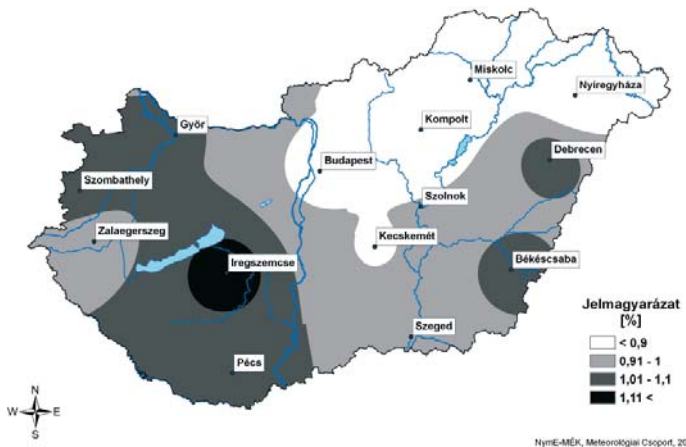 Miskolc
Nyíregyháza
Kompolt
Győr
Debrecen
Budapest
Szombathely
Szolnok
Zalaegerszeg
Kecskemét
Iregszemcse
Békéscsaba
Szeged
Pécs
Jelmagyarázat
[%]
< 0,9
0,91 - 1
1,01 - 1,1
1,11 <
N
W E
S
NymE-MÉK, Meteorológiai Csoport, 20